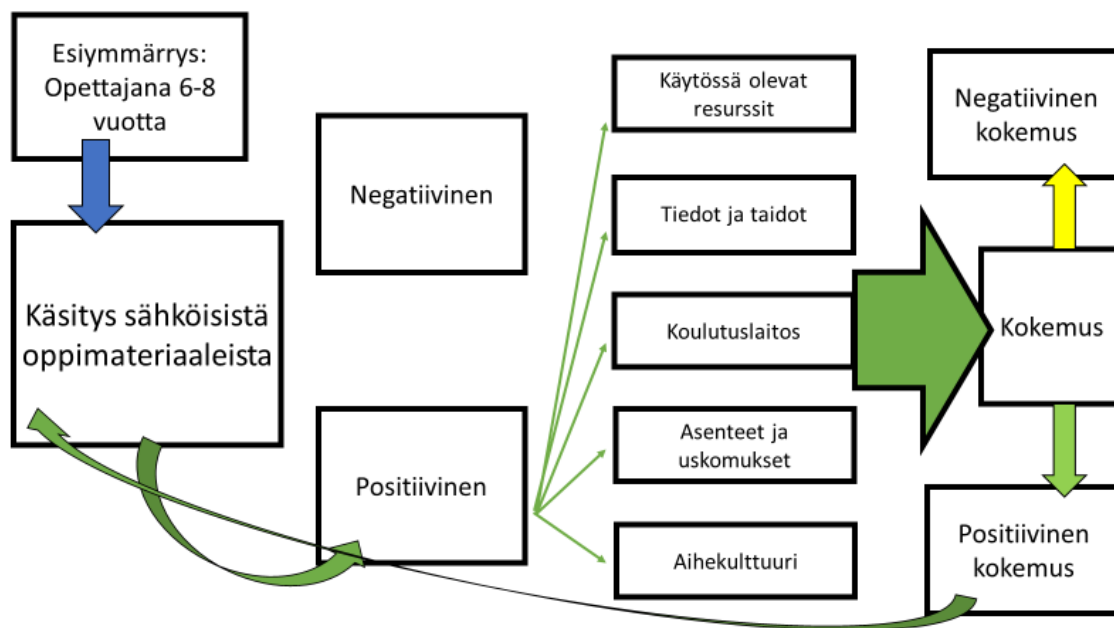 Esiymmärrys:
Opettajana 6-8
vuotta
Käsitys sähköisistä
oppimateriaaleista
Negatiivinen
Positiivinen
Käytössä olevat
resurssit
Tiedot ja taidot
Koulutuslaitos
Asenteet ja
uskomukset
Aihekulttuuri
Negatiivinen
kokemus
Kokemus
Positiivinen
kokemus